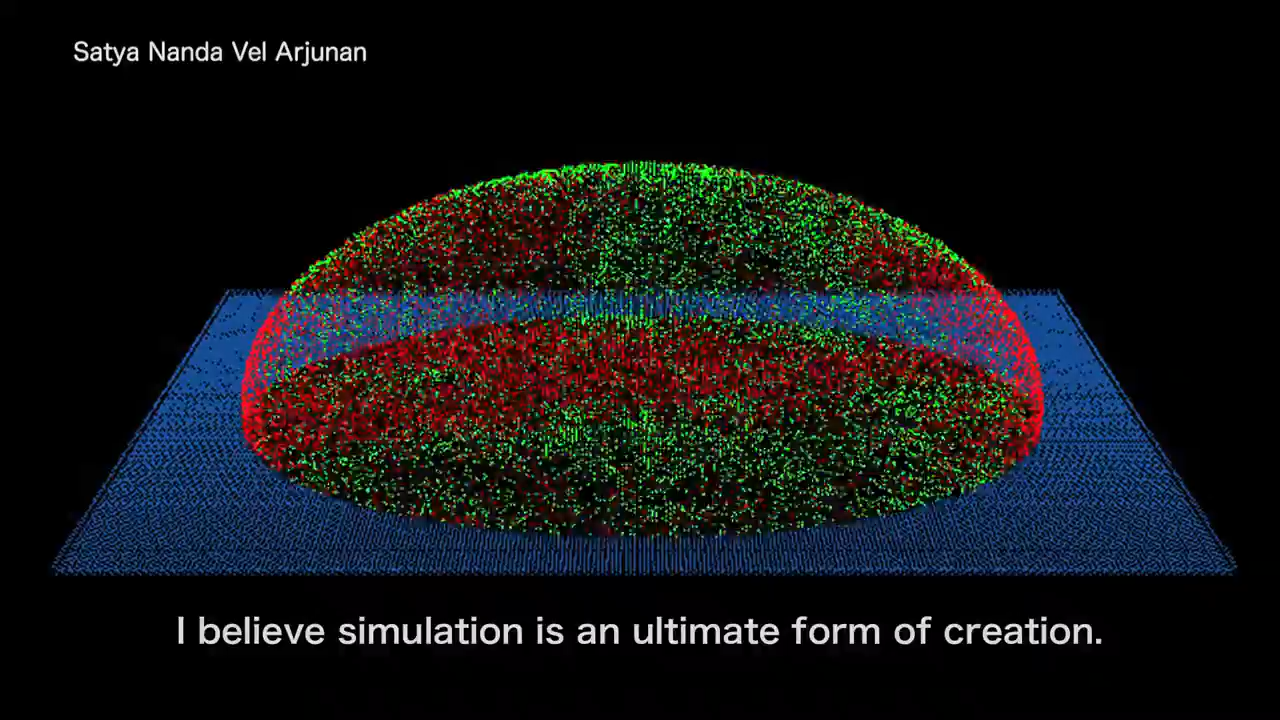 Satya Nanda Vel Arjunan
I believe simulation is an ultimate form of creation.